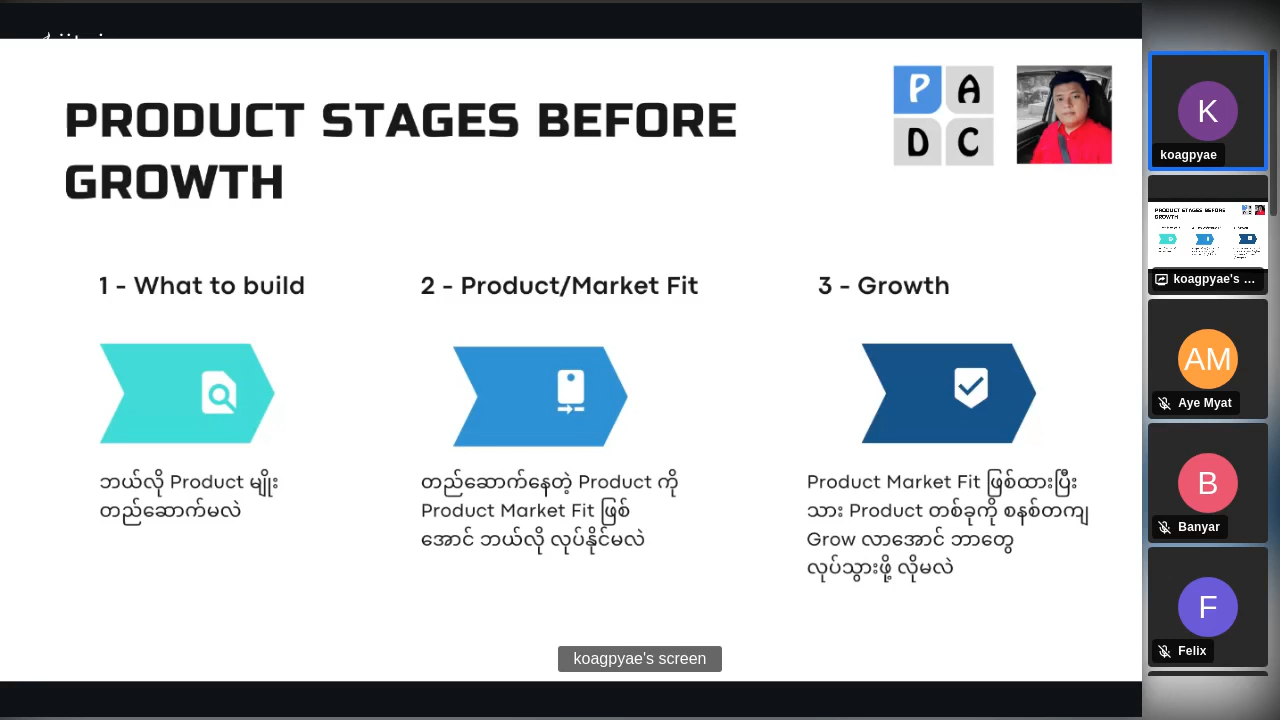 PRODUCT STAGES BEFORE
GROWTH
P A
D C
1 - What to build
2 - Product/Market Fit
3 - Growth
ဘယ်လို Product မျိုး
တည်ဆောက်မလဲ
တည်ဆောက်နေတဲ့ Product ကို
Product Market Fit ဖြစ်
အောင် ဘယ်လို လုပ်နိုင်မလဲ
Product Market Fit ဖြစ်ထားပြီး
သား Product တစ်ခုကို စနစ်တကျ
Grow လာအောင် ဘာတွေ
လုပ်သွားဖို့ လိုမလဲ
koagpyae's screen
K
koagpyae
PRODUCT STAGES BEFORE
GROWTH
koagpyae's ...
AM
Aye Myat
B
Banyar
F
Felix